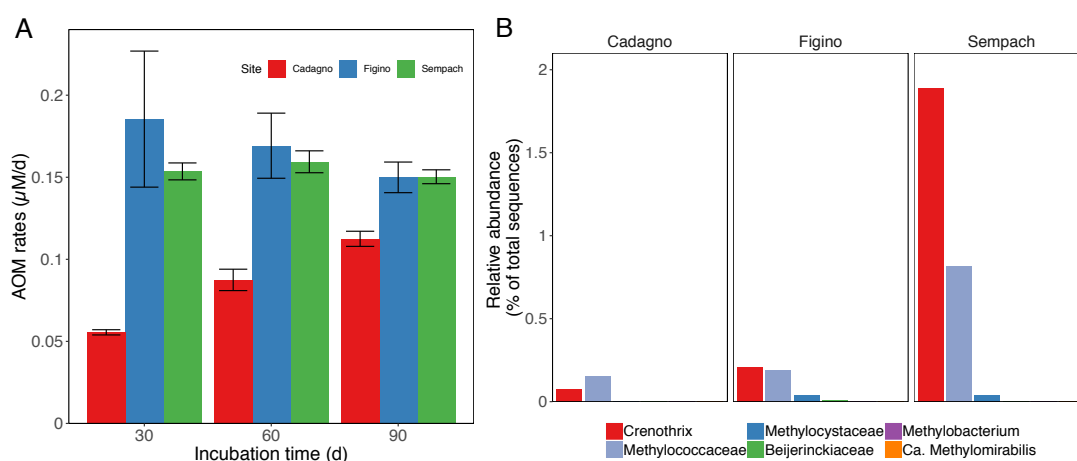 A
Site Cadagno Figino Sempach
AOM rates (µM/d)
0.2
0.15
0.1
0.05
0
30 60 90
Incubation time (d)
B
Cadagno Figino Sempach
Relative abundance
(% of total sequences)
2
1.5
1
0.5
0
Crenothrix Methylocystaceae Methylobacterium
Methylococcaceae Beijerinckiaceae Ca. Methylomirabilis